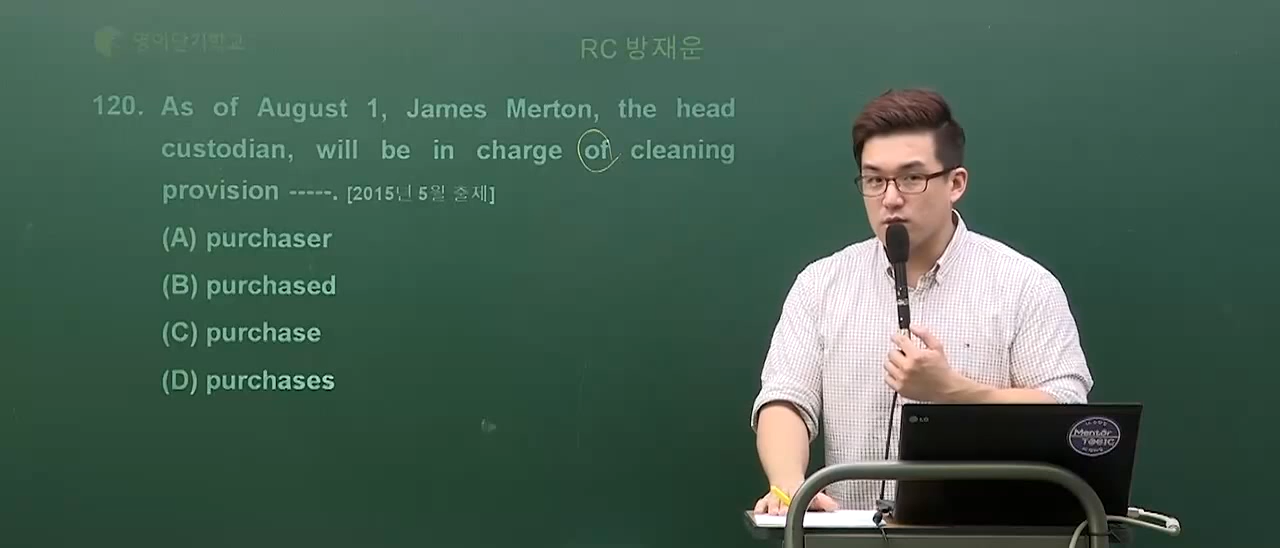 영어단기학교
RC 방재운
120. As of August 1, James Merton, the head
custodian, will be in charge of cleaning
provision -----. [2015년 5월 출제]
(A) purchaser
(B) purchased
(C) purchase
(D) purchases
LG
Mentor
TOEIC